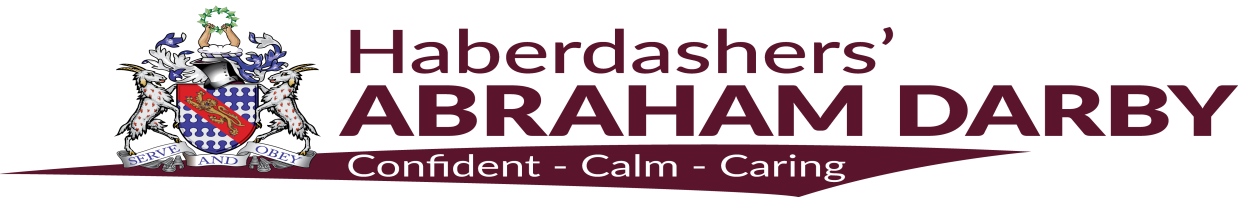 Haberdashers’
ABRAHAM DARBY
SERVE AND OBEY
Confident - Calm - Caring